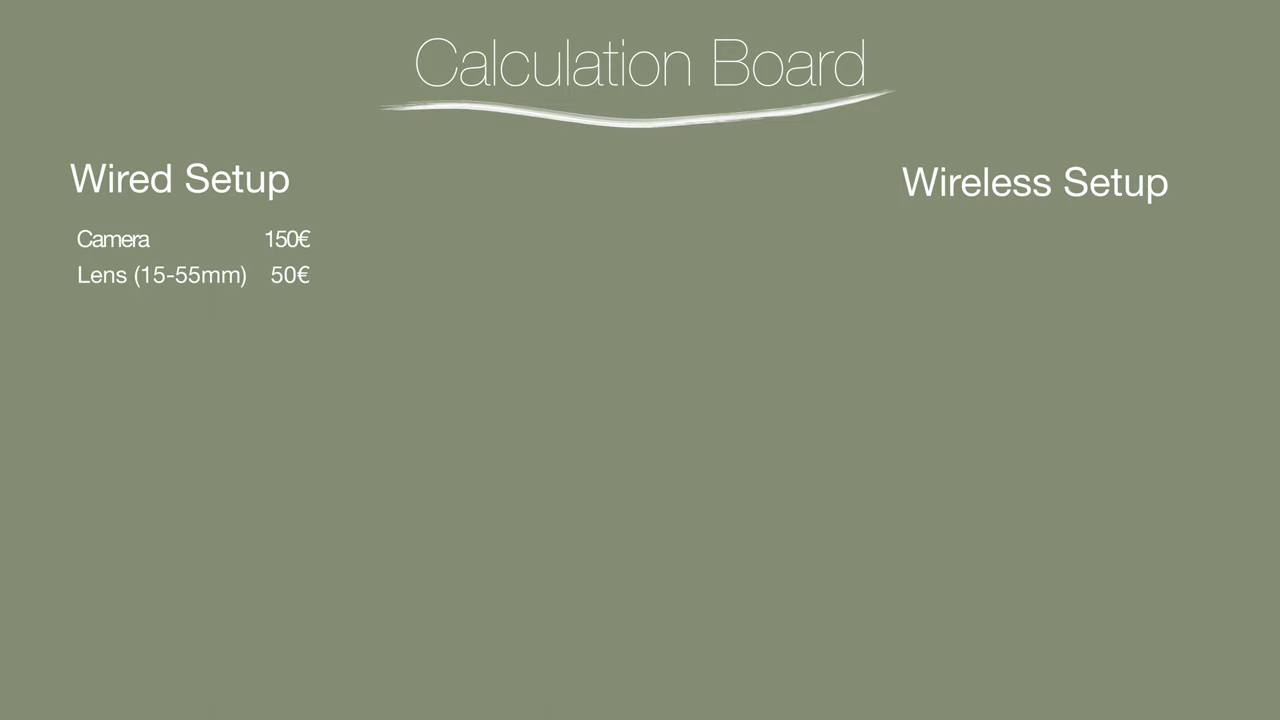 Calculation Board
Wired Setup
Camera 150€
Lens (15-55mm) 50€
Wireless Setup